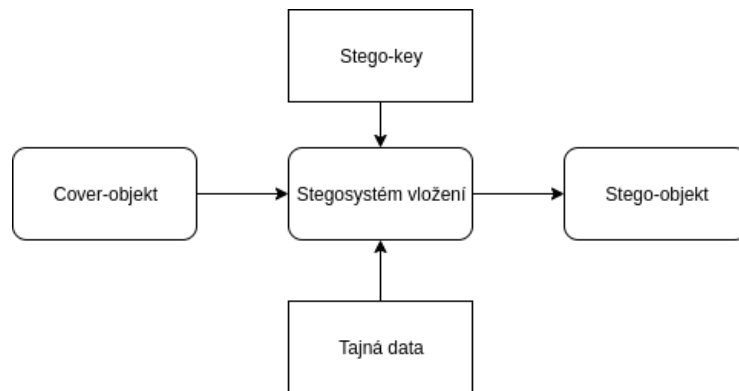 Stego-key
Cover-objekt
Stegosystém vložení
Stego-objekt
Tajná data